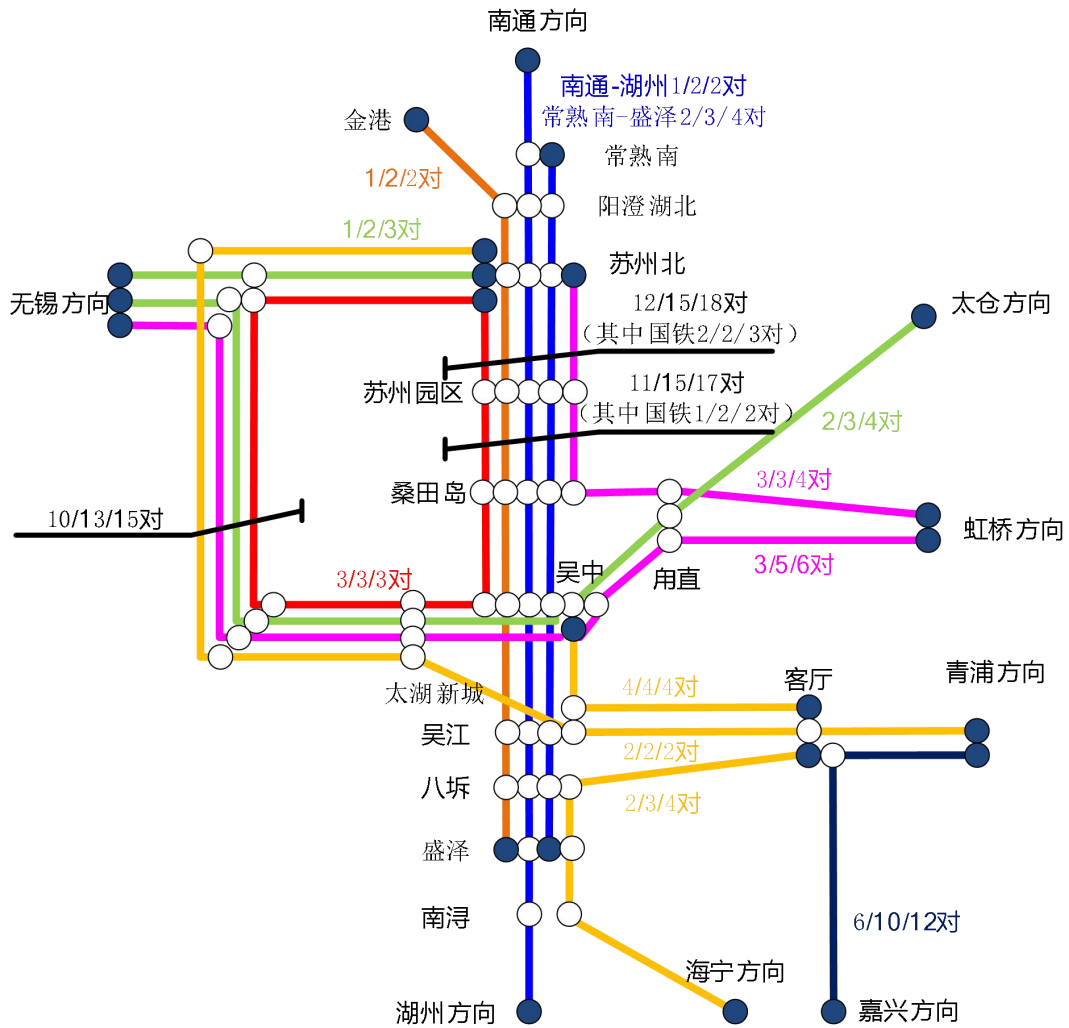 南通方向
南通-湖州1/2/2对
常熟南-盛泽2/3/4对
金港
常熟南
1/2/2对
阳澄湖北
1/2/3对
苏州北
无锡方向
12/15/18对
（其中国铁2/2/3对）
太仓方向
苏州园区
11/15/17对
（其中国铁1/2/2对）
2/3/4对
桑田岛
3/3/4对
10/13/15对
虹桥方向
吴中
甪直
3/5/6对
3/3/3对
太湖新城
4/4/4对
客厅
青浦方向
吴江
2/2/2对
八坼
2/3/4对
盛泽
南浔
6/10/12对
海宁方向
湖州方向
嘉兴方向